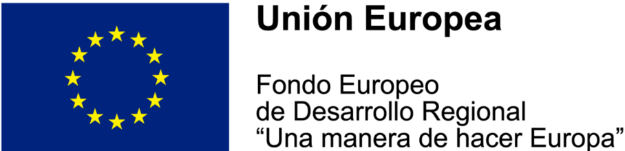 Unión Europea
Fondo Europeo
de Desarrollo Regional
“Una manera de hacer Europa”